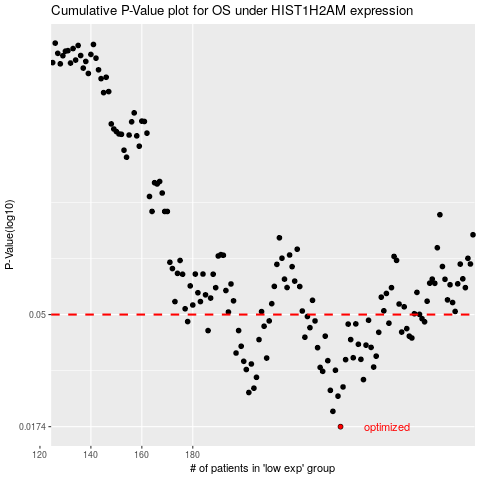 Cumulative P-Value plot for OS under HIST1H2AM expression
P-Value(log10)
0.05
0.0174
optimized
120 140 160 180
# of patients in 'low exp' group